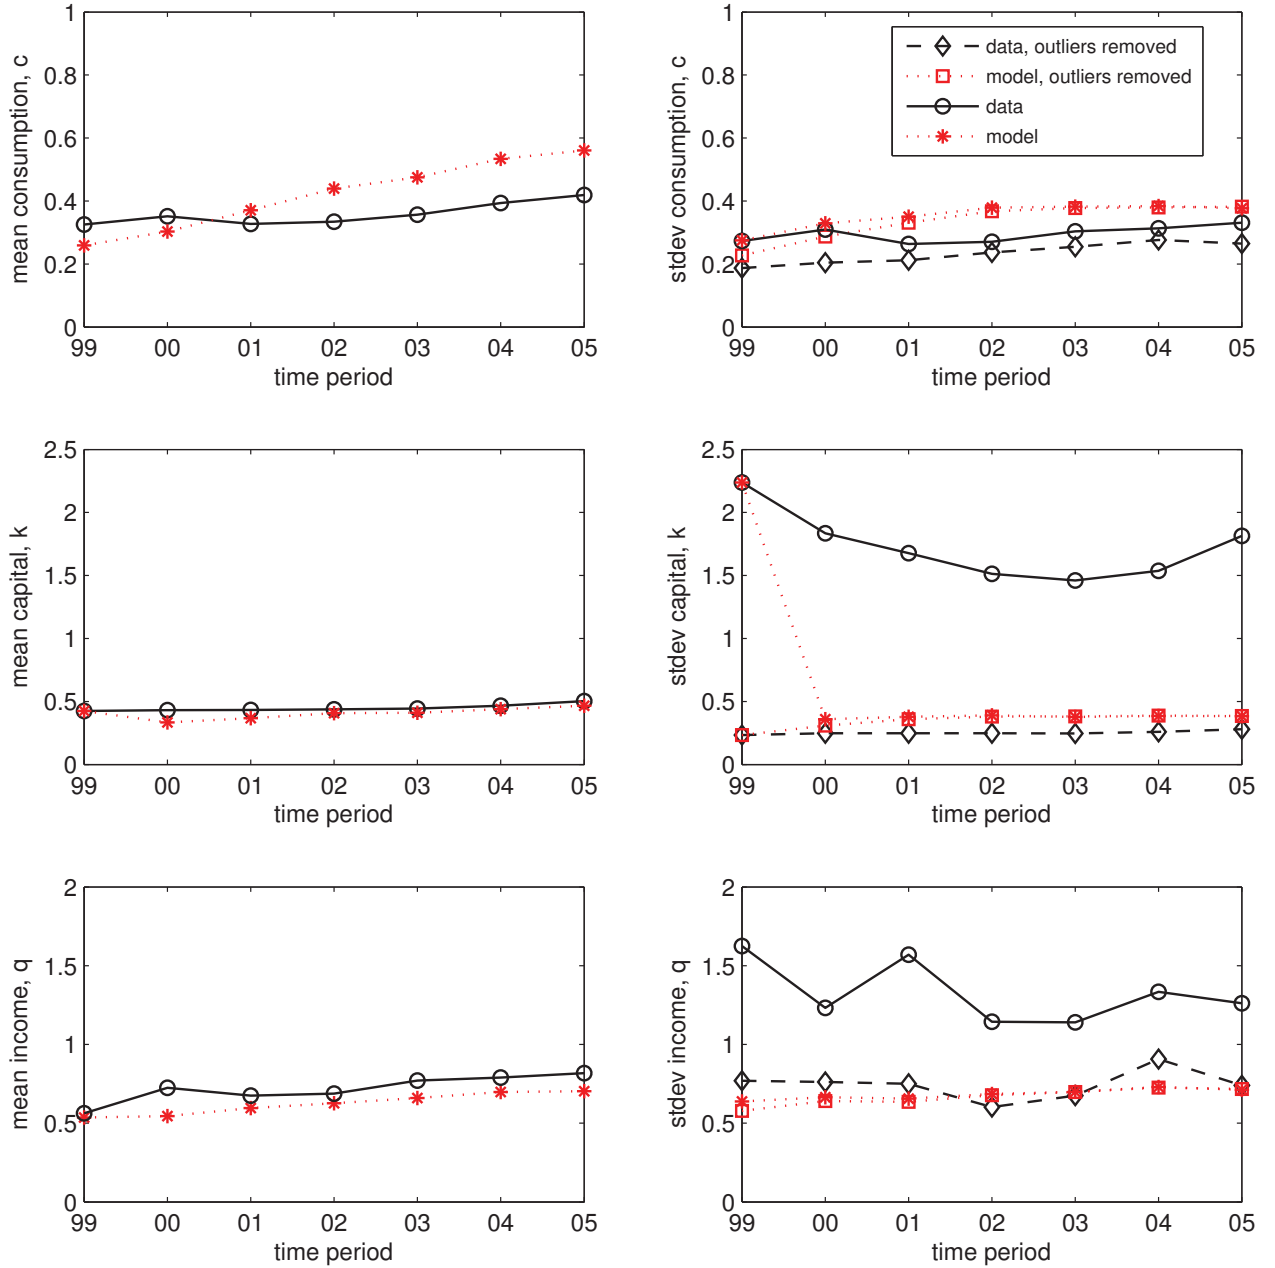 mean consumption, c
1
0.8
0.6
0.4
0.2
0
99 00 01 02 03 04 05
time period
stdev consumption, c
1
0.8
0.6
0.4
0.2
0
99 00 01 02 03 04 05
time period
data, outliers removed
model, outliers removed
data
model
mean capital, k
2.5
2
1.5
1
0.5
0
99 00 01 02 03 04 05
time period
stdev capital, k
2.5
2
1.5
1
0.5
0
99 00 01 02 03 04 05
time period
mean income, q
2
1.5
1
0.5
0
99 00 01 02 03 04 05
time period
stdev income, q
2
1.5
1
0.5
0
99 00 01 02 03 04 05
time period